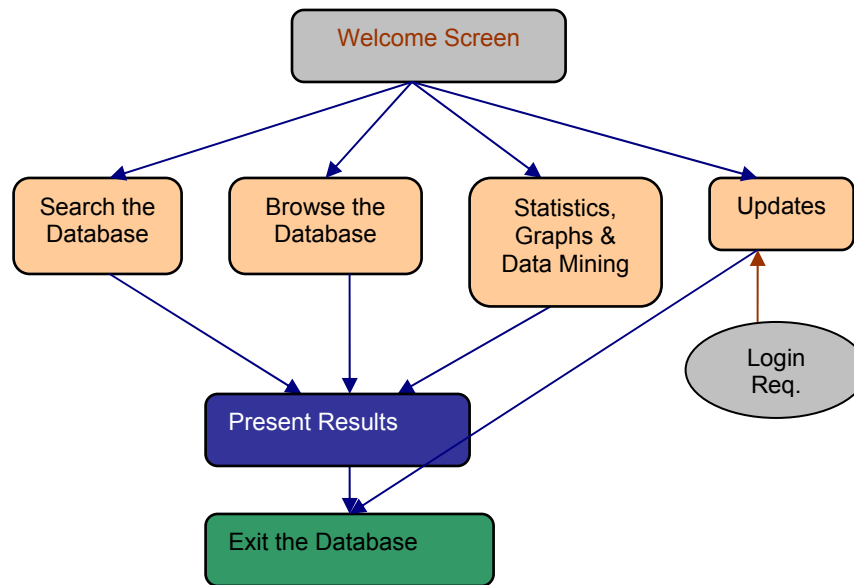 Welcome Screen
Search the
Database
Browse the
Database
Statistics,
Graphs &
Data Mining
Updates
Login
Req.
Present Results
Exit the Database